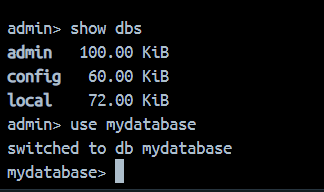 admin> show dbs
admin   100.00 KiB
config   60.00 KiB
local    72.00 KiB
admin> use mydatabase
switched to db mydatabase
mydatabase>